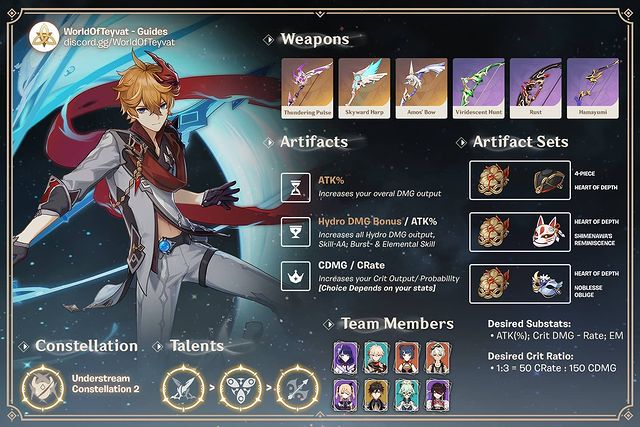 WorldOfTeyvat - Guides
discord.gg/WorldOfTeyvat
Weapons
Thundering Pulse
Skyward Harp
Amos' Bow
Viridescent Hunt
Rust
Hamayumi
Artifacts
ATK%
Increases your overal DMG output
Hydro DMG Bonus / ATK%
Increases all Hydro DMG output,
Skill-AA; Burst- & Elemental Skill
CDMG / CRate
Increases your Crit Output/ Probability
[Choice Depends on your stats]
Artifact Sets
4-PIECE
HEART OF DEPTH
HEART OF DEPTH
SHIMENAWA'S
REMINISCENCE
HEART OF DEPTH
NOBLESSE
OBLIGE
Constellation
Understream
Constellation 2
Talents
> >
Team Members
Desired Substats:
• ATK(%); Crit DMG - Rate; EM
Desired Crit Ratio:
• 1:3 = 50 CRate : 150 CDMG